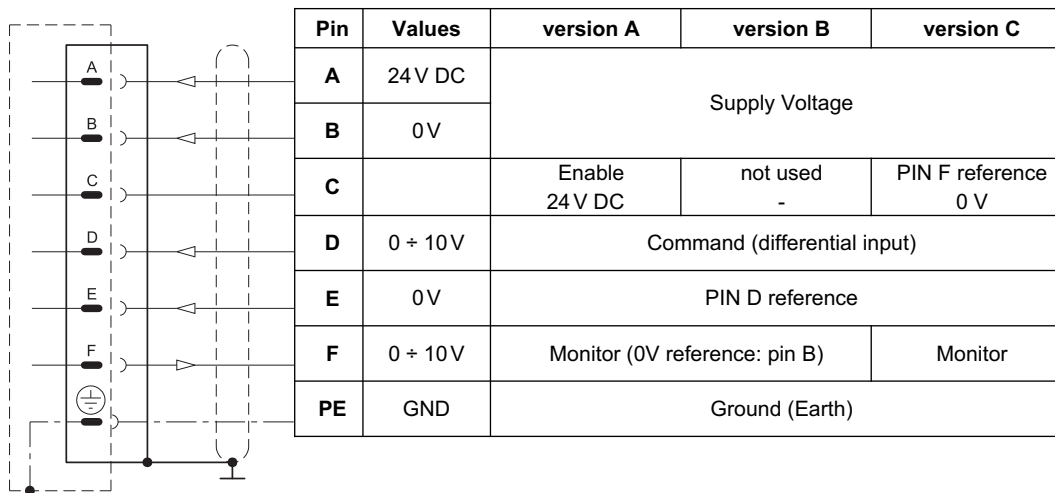 A
B
C
D
E
F
Pin Values version A version B version C
A 24 V DC
Supply Voltage
B 0 V
C Enable not used PIN F reference
24 V DC - 0 V
D 0 ÷ 10 V Command (differential input)
E 0 V PIN D reference
F 0 ÷ 10 V Monitor (0V reference: pin B) Monitor
PE GND Ground (Earth)